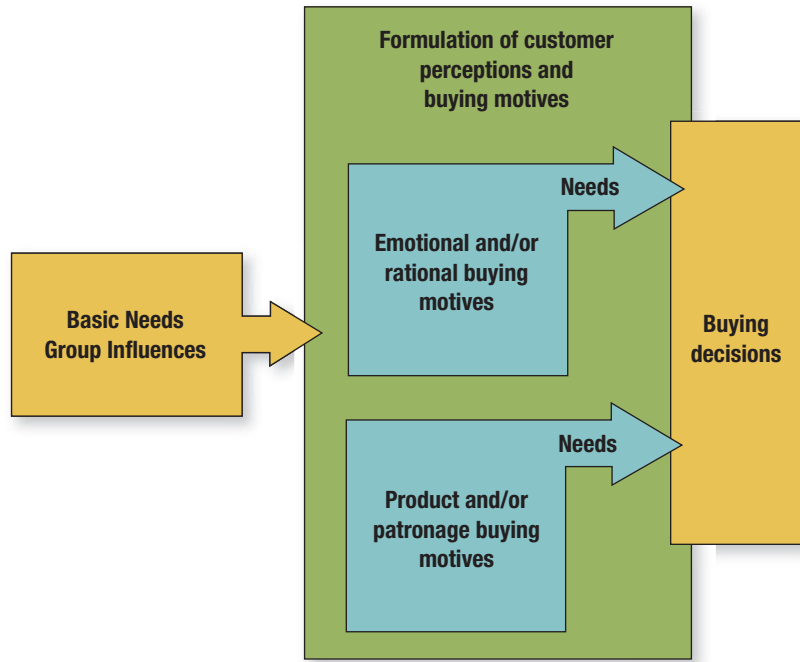 Formulation of customer
perceptions and
buying motives
Needs
Emotional and/or
rational buying
motives
Basic Needs
Group Influences
Buying
decisions
Needs
Product and/or
patronage buying
motives